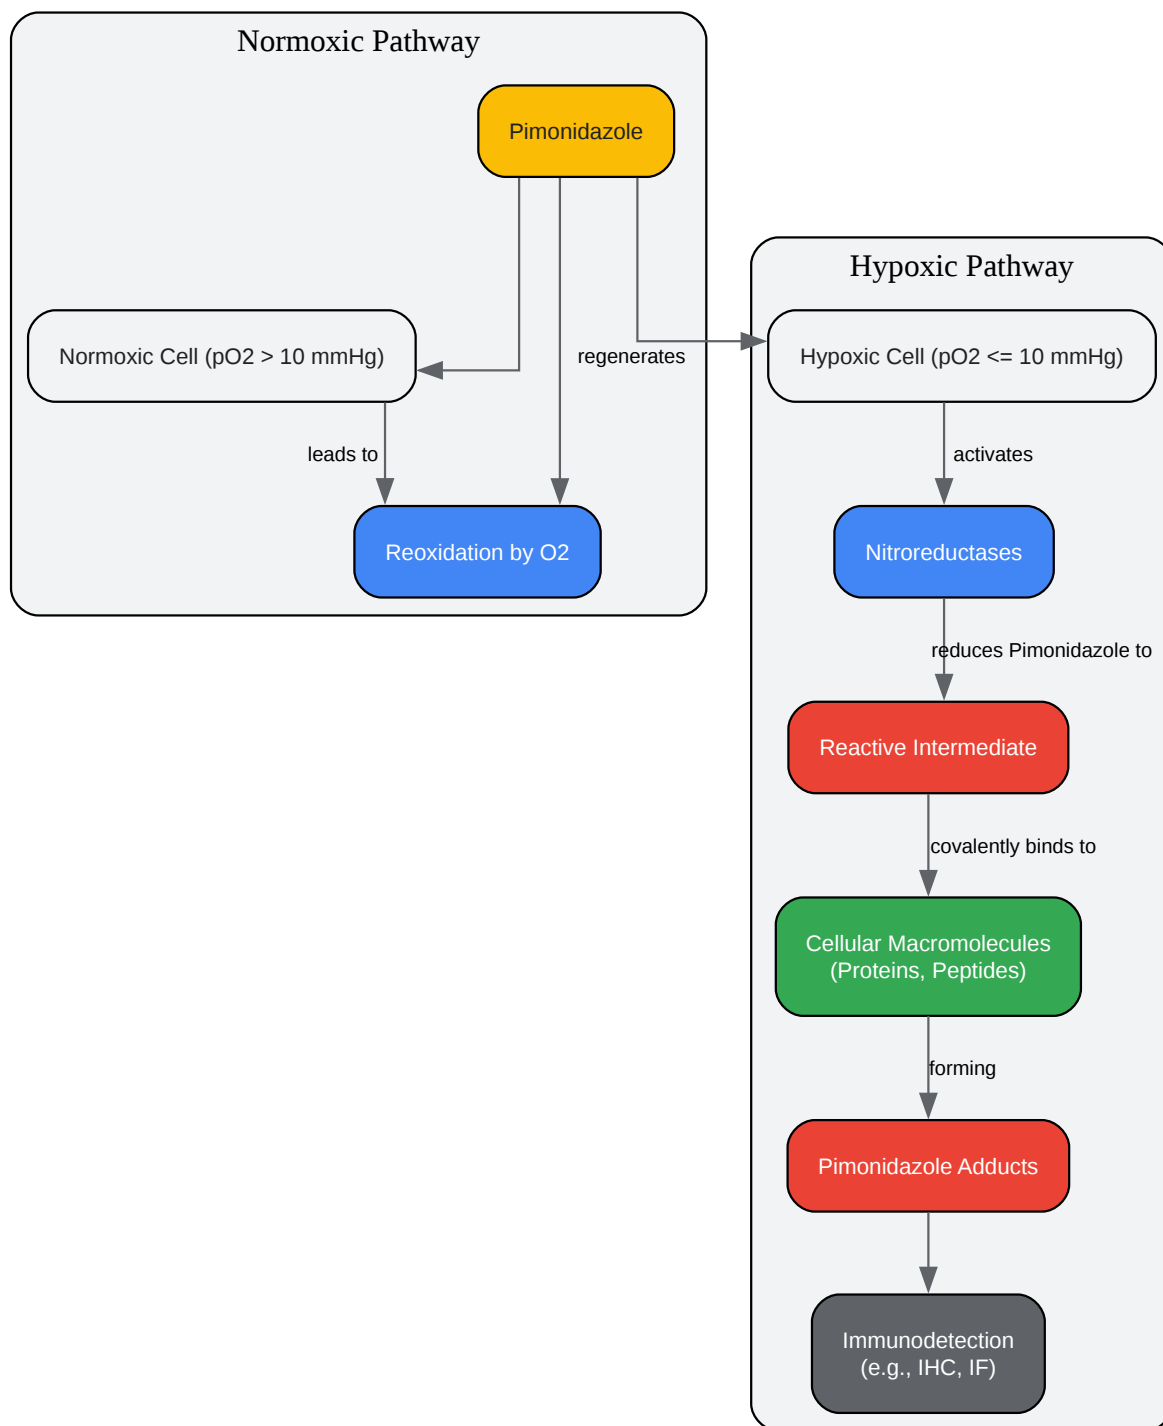 Normoxic Pathway
Pimonidazole
Hypoxic Pathway
Normoxic Cell (pO2 > 10 mmHg)
regenerates
Hypoxic Cell (pO2 <= 10 mmHg)
leads to
activates
Reoxidation by O2
Nitroreductases
reduces Pimonidazole to
Reactive Intermediate
covalently binds to
Cellular Macromolecules
(Proteins, Peptides)
forming
Pimonidazole Adducts
Immunodetection
(e.g., IHC, IF)